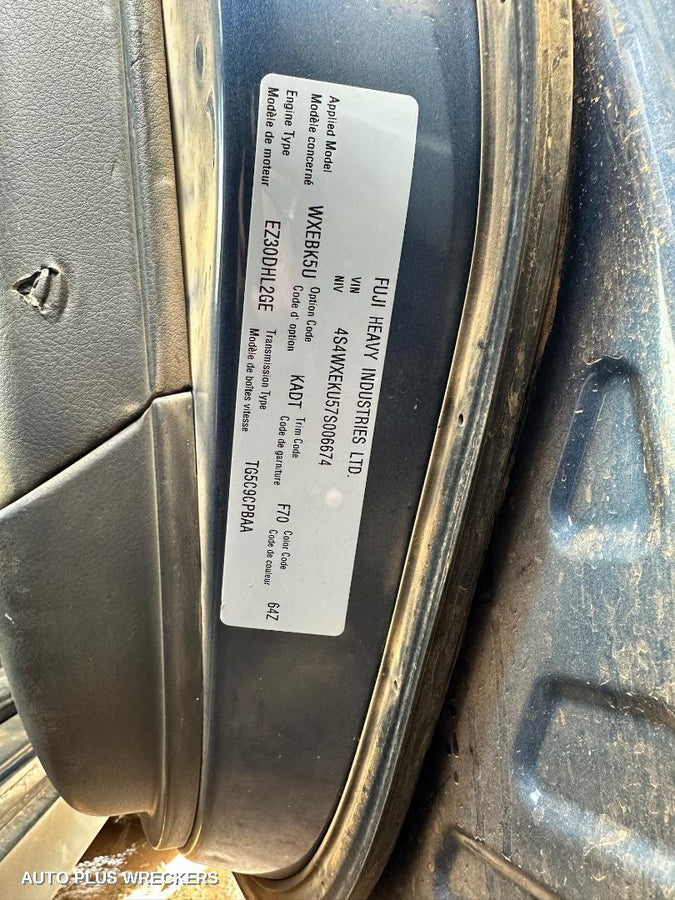 FUJI HEAVY INDUSTRIES LTD.
VIN
NIV 4S4WXEKU57S006674
Applied Model
Modèle concerné WXEBK5U Option Code
Code d' option KADT Trim Code
Code de garniture F70 Color Code
Code de couleur 64Z
Engine Type
Modèle de moteur EZ30DHL2GE Transmission Type
Modèle de boîtes vitesse TG5C9CPBAA
AUTO PLUS WRECKERS